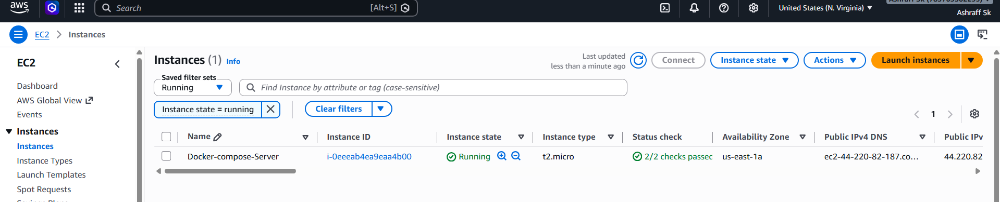 aws
Search [Alt+S]
United States (N. Virginia)
Ashraff Sk
EC2 Instances
EC2
Dashboard
AWS Global View
Events
Instances
Instances
Instance Types
Launch Templates
Spot Requests
Instances (1) Info
Last updated
less than a minute ago
Connect
Instance state
Actions
Launch instances
Saved filter sets
Running
Find Instance by attribute or tag (case-sensitive)
Instance state = running
Clear filters
1
Name Instance ID Instance state Instance type Status check Availability Zone Public IPv4 DNS Public IPv
Docker-compose-Server i-0eeeab4ea9eaa4b00 Running t2.micro 2/2 checks passed us-east-1a ec2-44-220-82-187.co... 44.220.82